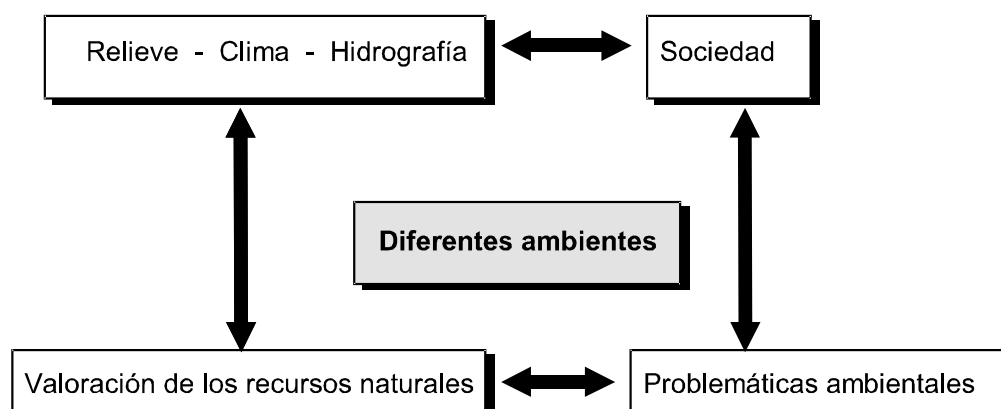 Relieve - Clima - Hidrografía
Sociedad
Diferentes ambientes
Valoración de los recursos naturales
Problemáticas ambientales